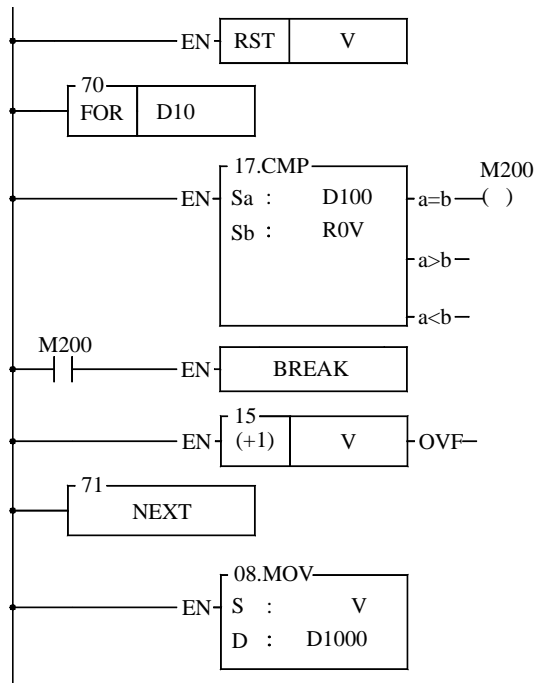 EN RST V
70
FOR D10
17.CMP
M200
EN Sa : D100 a=b ( )
Sb : R0V
a>b
a<b
M200
EN BREAK
15
EN (+1) V OVF
71
NEXT
08.MOV
EN S : V
D : D1000